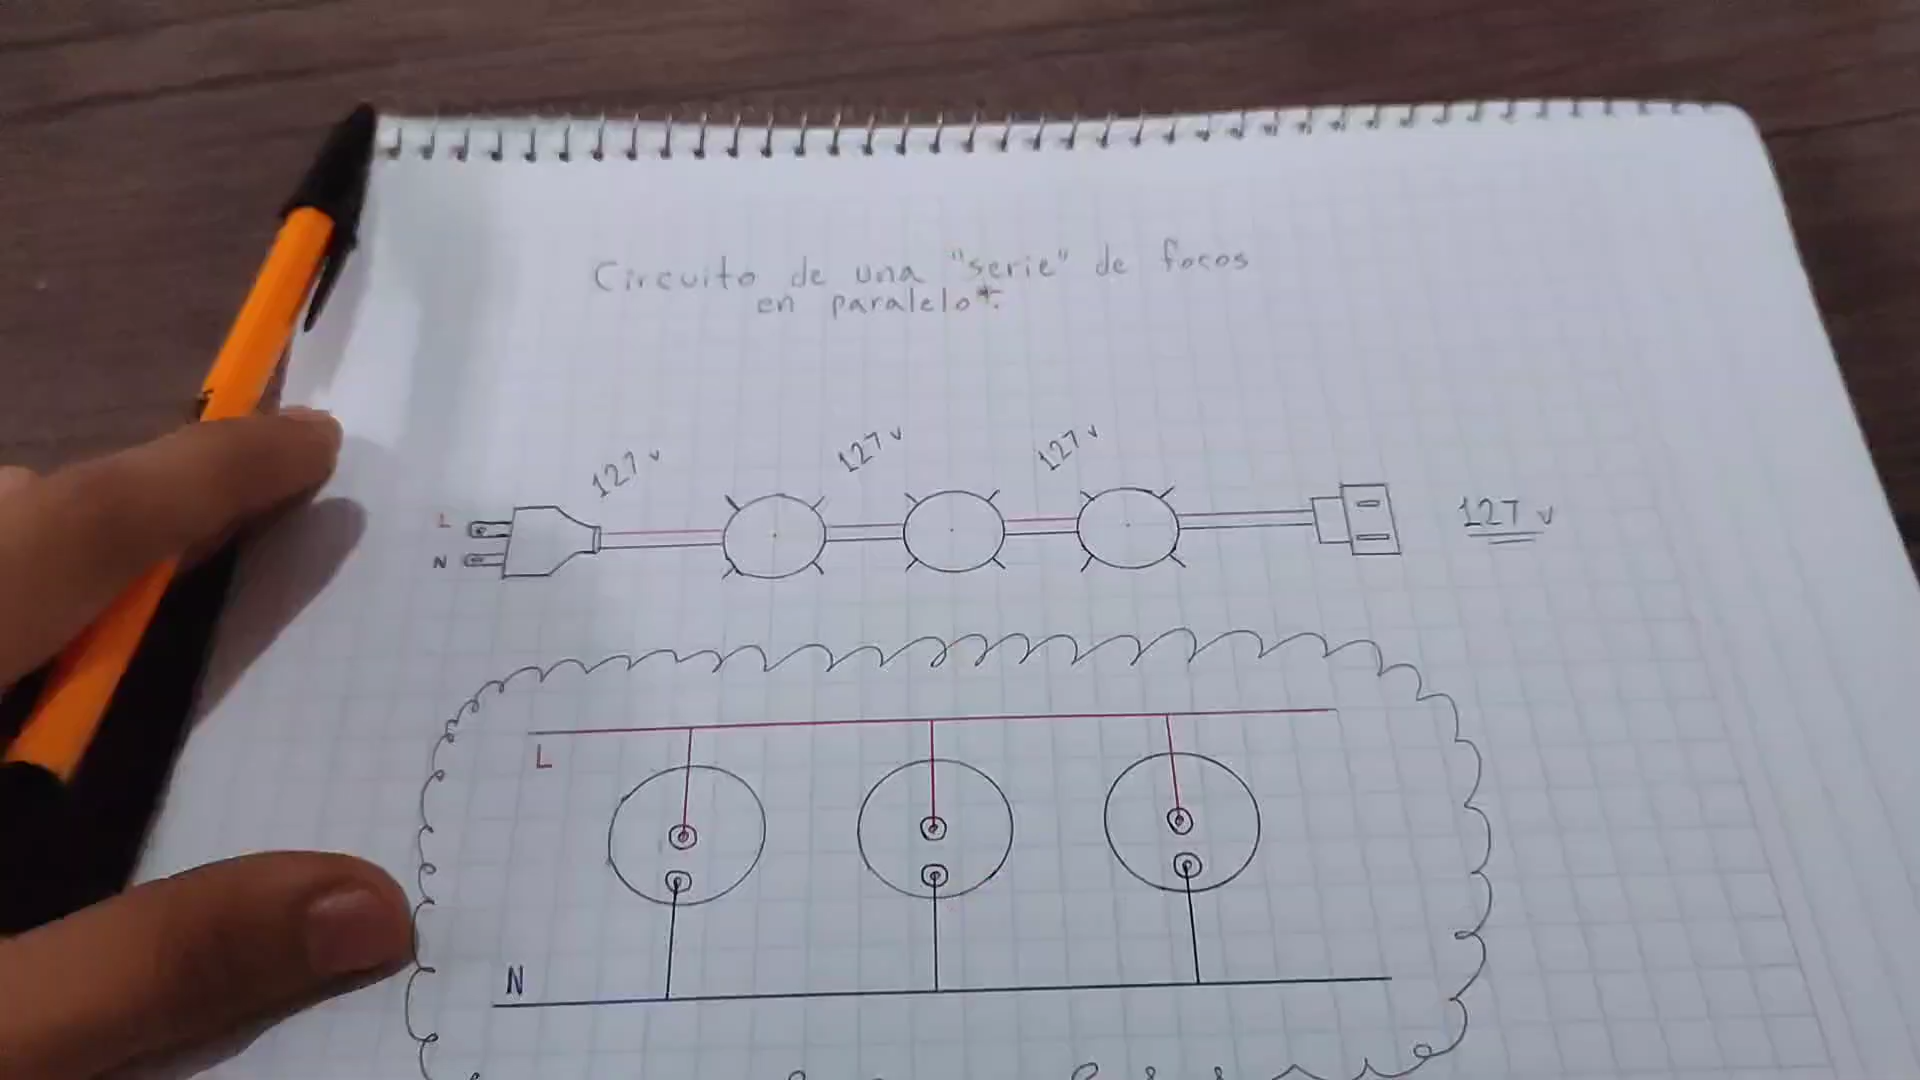 Circuito de una "serie" de focos
en paralelo*.
127 v
127 v
127 v
L
N
127 v
L
N